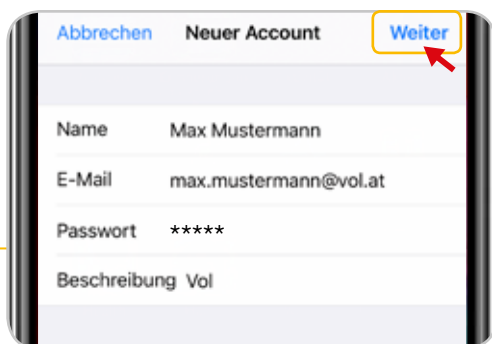 Abbrechen Neuer Account Weiter
Name Max Mustermann
E-Mail max.mustermann@vol.at
Passwort *****
Beschreibung Vol